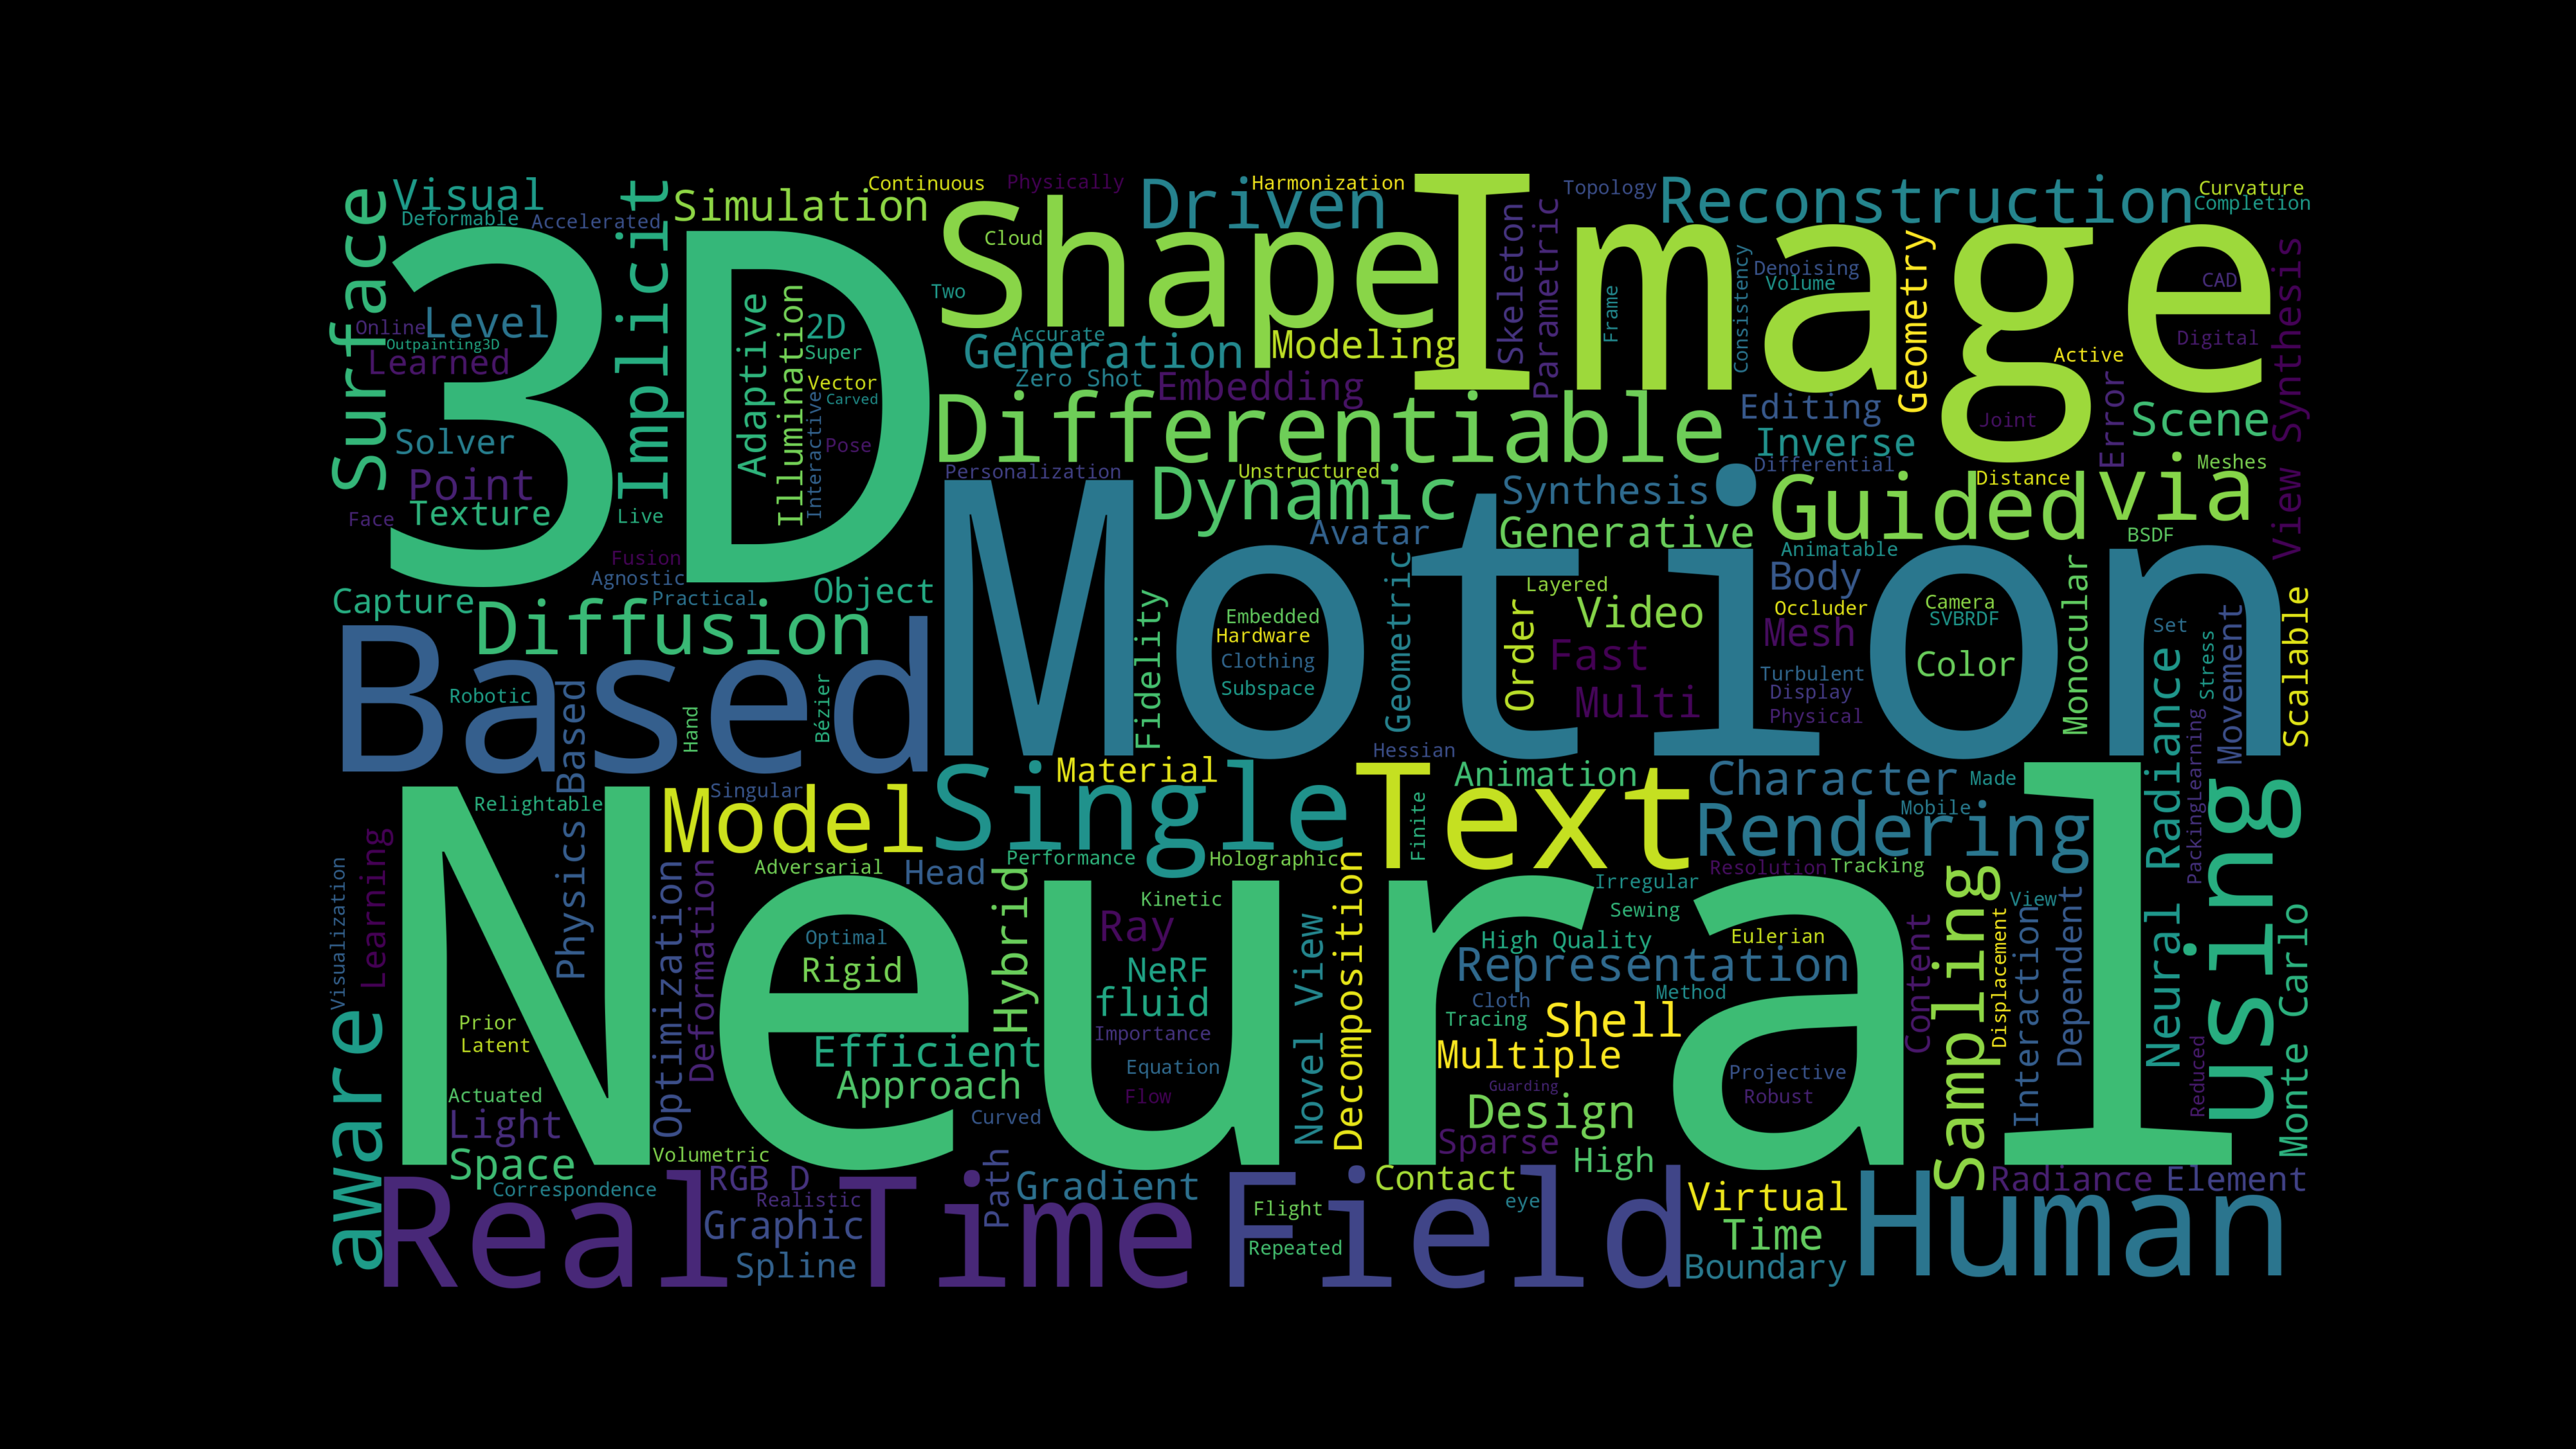 Visual
Deformable
Accelerated
Simulation
Continuous
Physically
Driven
Harmonization
Image
Topology
Reconstruction
Curvature
Completion
Surface
Implicit
3D
Shape
Cloud
Two
Skeleton
Parametric
Frame
Consistency
Denoising
Volume
Geometry
CAD
Digital
View Synthesis
Online
Level
Outpainting3D
Learned
Adaptive
Illumination
2D
Super
Vector
Carved
Interactive
Pose
Accurate
Generation
Modeling
Zero Shot
Embedding
Active
Error
Editing
Joint
Scene
Solver
Differentiable
Inverse
Point
Texture
Face
Live
Personalization
Unstructured
Dynamic
Synthesis
Differential
Guided
Distance
via
Meshes
Avatar
Generative
BSDF
Fusion
Agnostic
Practical
Object
Capture
Diffusion
Motion
Animatable
Body
Layered
Video
Occluder
Camera
SVBRDF
Monocular
Scalable
Fidelity
Embedded
Hardware
Clothing
Subspace
Geometric
Order
Fast
Multi
Mesh
Color
Turbulent
Display
Physical
Set
Stress
Movement
Based
Robotic
Physics Based
Hand
Bézier
Hessian
Singular
Material
Single
Text
Animation
Finite
Character
Made
Mobile
Neural Radiance
PackingLearning
using
Relightable
Model
Rendering
Adversarial
Head
Performance
Holographic
Resolution
Tracking
Visualization
Learning
Neural
Optimization
Deformation
Optimal
Rigid
Hybrid
Kinetic
Ray
NeRF
fluid
Importance
Novel View
Decomposition
Irregular
Sewing
High Quality
Eulerian
Representation
Cloth
Method
Tracing
Shell
Content
Sampling
Displacement
View
Interaction
Dependent
Monte Carlo
Prior
Latent
aware
Efficient
Approach
Equation
Flow
Curved
Multiple
Guarding
Projective
Robust
Reduced
Actuated
Light
Space
Volumetric
Design
Sparse
High
Correspondence
RGB D
Realistic
Path
Gradient
Contact
Radiance
Element
Real Time
Graphic
Spline
Flight
Repeated
Field
eye
Virtual
Time
Boundary
Human